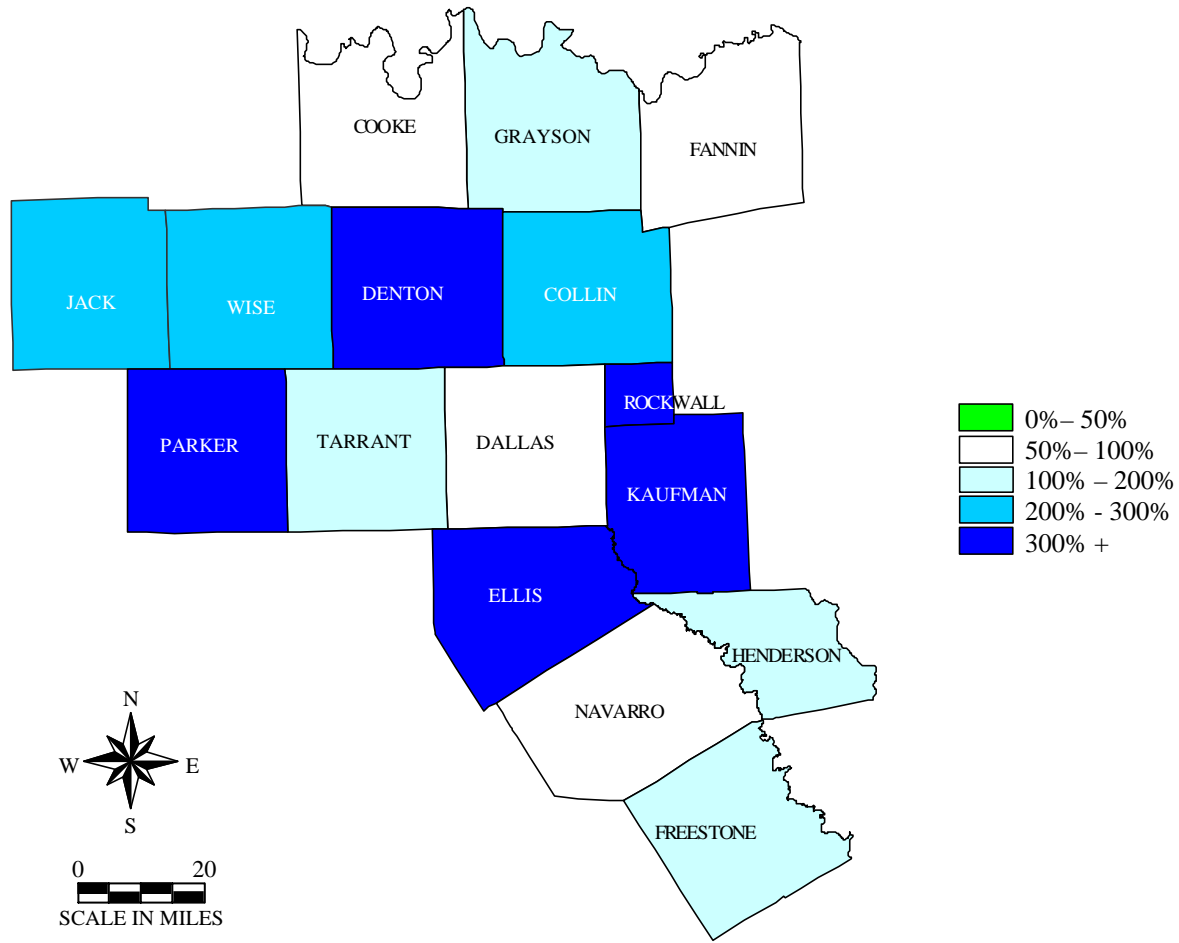 COOKE
GRAYSON
FANNIN
JACK
WISE
DENTON
COLLIN
PARKER
TARRANT
DALLAS
ROCKWALL
KAUFMAN
ELLIS
HENDERSON
NAVARRO
FREESTONE
0%– 50%
50%– 100%
100% – 200%
200% - 300%
300% +
N
W E
S
0 20
SCALE IN MILES